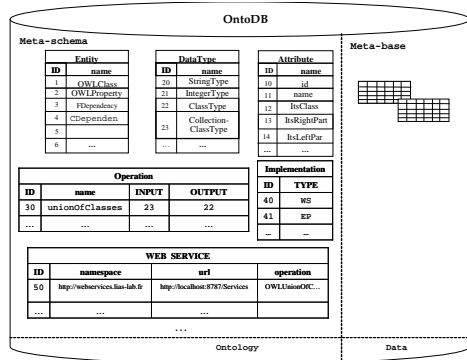 OntoDB
Meta-schema
Meta-base
Entity
ID name
1 OWLClass
2 OWLProperty
3 FDependency
4 CDependen
5
6 ...
DataType
ID name
20 StringType
21 IntegerType
22 ClassType
23 Collection-
ClassType
... ...
Attribute
ID name
10 id
11 name
12 ItsClass
13 ItsRightPart
14 ItsLeftPar
... ...
Operation
ID name INPUT OUTPUT
30 unionOfClasses 23 22
... ... ... ...
Implementation
ID TYPE
40 WS
41 EP
... ...
WEB SERVICE
ID namespace url operation
50 http://webservices.lias-lab.fr http://localhost:8787/Services OWLUnionOfC...
... ... ...
...
Ontology
Data